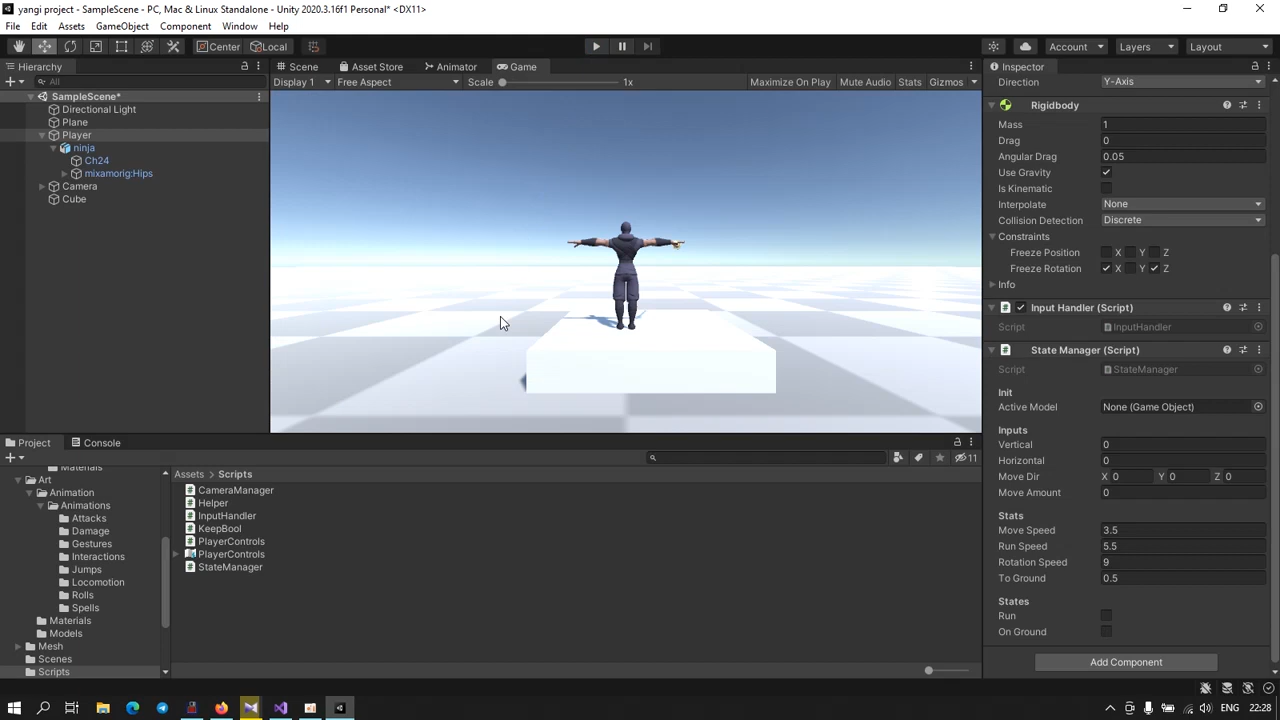 yangi project - SampleScene - PC, Mac & Linux Standalone - Unity 2020.3.16f1 Personal* <DX11>
File Edit Assets GameObject Component Window Help
Center Local Account Layers Layout
Hierarchy Scene Asset Store Animator Game Inspector
All Display 1 Free Aspect Scale 1x Maximize On Play Mute Audio Stats Gizmos Direction Y-Axis
SampleScene*
Directional Light
Plane
Player
ninja
Ch24
mixamorig:Hips
Camera
Cube
Rigidbody
Mass 1
Drag 0
Angular Drag 0.05
Use Gravity
Is Kinematic
Interpolate None
Collision Detection Discrete
Constraints
Freeze Position X Y Z
Freeze Rotation X Y Z
Info
Input Handler (Script)
Script InputHandler
State Manager (Script)
Script StateManager
Init
Active Model None (Game Object)
Inputs
Vertical 0
Horizontal 0
Move Dir X 0 Y 0 Z 0
Move Amount 0
Stats
Move Speed 3.5
Run Speed 5.5
Rotation Speed 9
To Ground 0.5
States
Run
On Ground
Add Component
Project Console
11
Materials
Art
Animation
Animations
Attacks
Damage
Gestures
Interactions
Jumps
Locomotion
Rolls
Spells
Materials
Models
Mesh
Scenes
Scripts
Assets > Scripts
CameraManager
Helper
InputHandler
KeepBool
PlayerControls
PlayerControls
StateManager
ENG 22:28